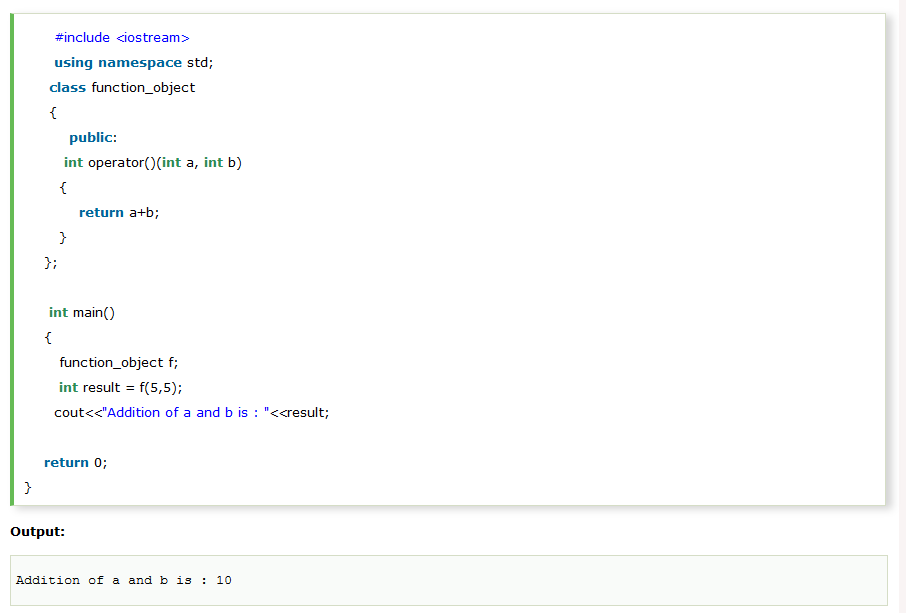 #include <iostream>
using namespace std;
class function_object
{
public:
int operator()(int a, int b)
{
return a+b;
}
};
int main()
{
function_object f;
int result = f(5,5);
cout<<"Addition of a and b is : "<<result;
return 0;
}
Output:
Addition of a and b is : 10